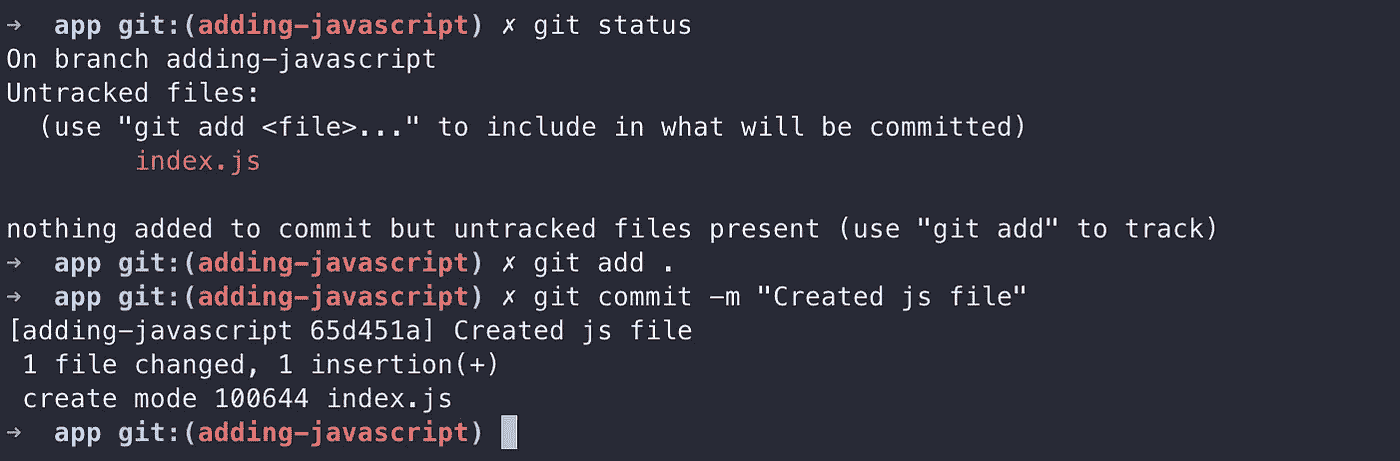 →  app git:(adding-javascript) ✗ git status
On branch adding-javascript
Untracked files:
  (use "git add <file>..." to include in what will be committed)
        index.js

nothing added to commit but untracked files present (use "git add" to track)
→  app git:(adding-javascript) ✗ git add .
→  app git:(adding-javascript) ✗ git commit -m "Created js file"
[adding-javascript 65d451a] Created js file
 1 file changed, 1 insertion(+)
 create mode 100644 index.js
→  app git:(adding-javascript)